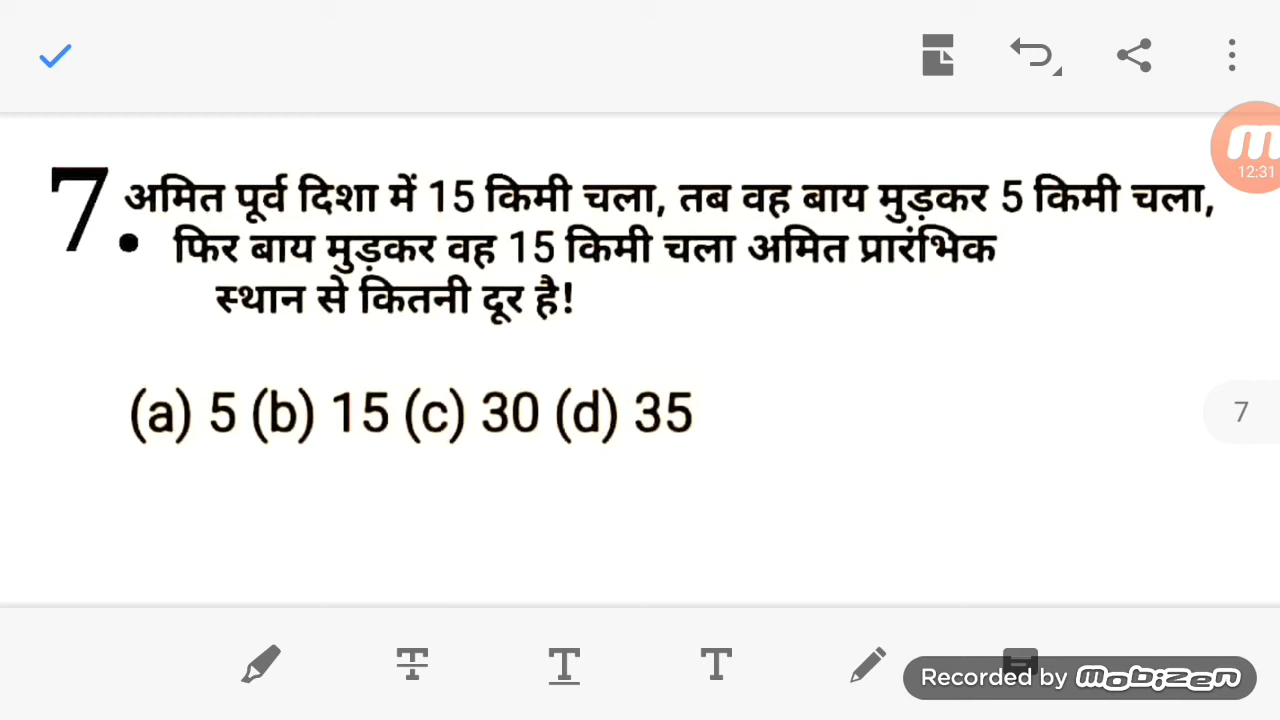 12:31
7. अमित पूर्व दिशा में 15 किमी चला, तब वह बाय मुड़कर 5 किमी चला,
फिर बाय मुड़कर वह 15 किमी चला अमित प्रारंभिक
स्थान से कितनी दूर है!
(a) 5 (b) 15 (c) 30 (d) 35
7
T T T
Recorded by mobizen